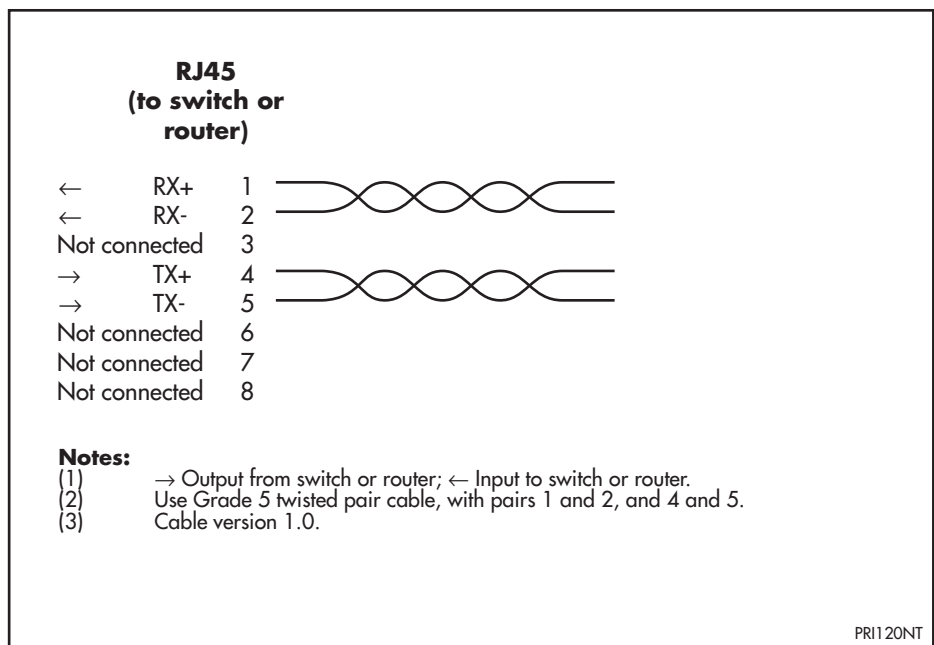 RJ45
(to switch or
router)
← RX+ 1
← RX- 2
Not connected 3
→ TX+ 4
→ TX- 5
Not connected 6
Not connected 7
Not connected 8
Notes:
(1) → Output from switch or router; ← Input to switch or router.
(2) Use Grade 5 twisted pair cable, with pairs 1 and 2, and 4 and 5.
(3) Cable version 1.0.
PRI120NT